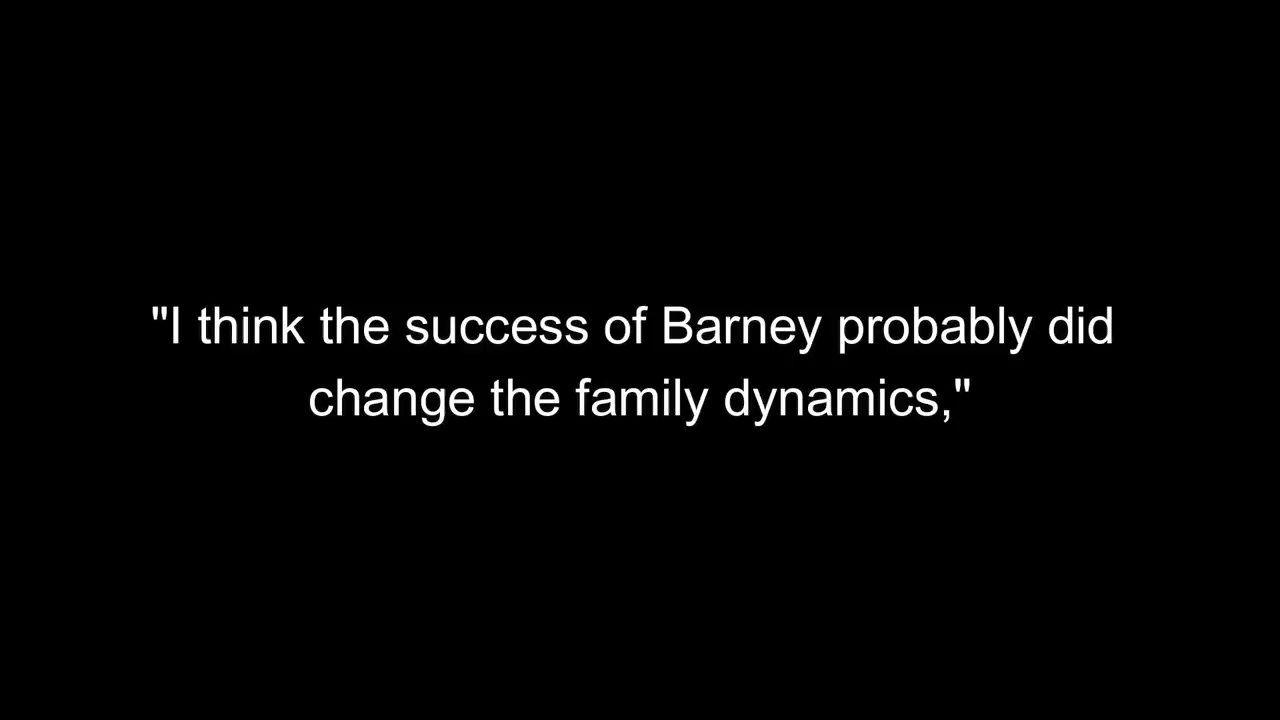 "I think the success of Barney probably did
change the family dynamics,"